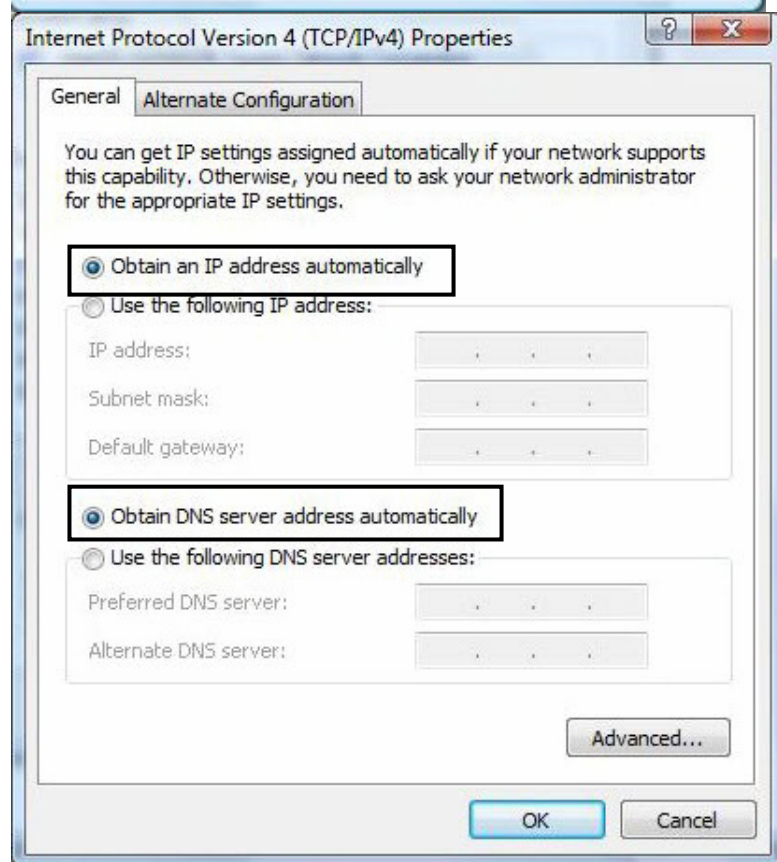 Internet Protocol Version 4 (TCP/IPv4) Properties
General
Alternate Configuration
You can get IP settings assigned automatically if your network supports
this capability. Otherwise, you need to ask your network administrator
for the appropriate IP settings.
Obtain an IP address automatically
Use the following IP address:
IP address:
Subnet mask:
Default gateway:
Obtain DNS server address automatically
Use the following DNS server addresses:
Preferred DNS server:
Alternate DNS server:
Advanced...
OK
Cancel